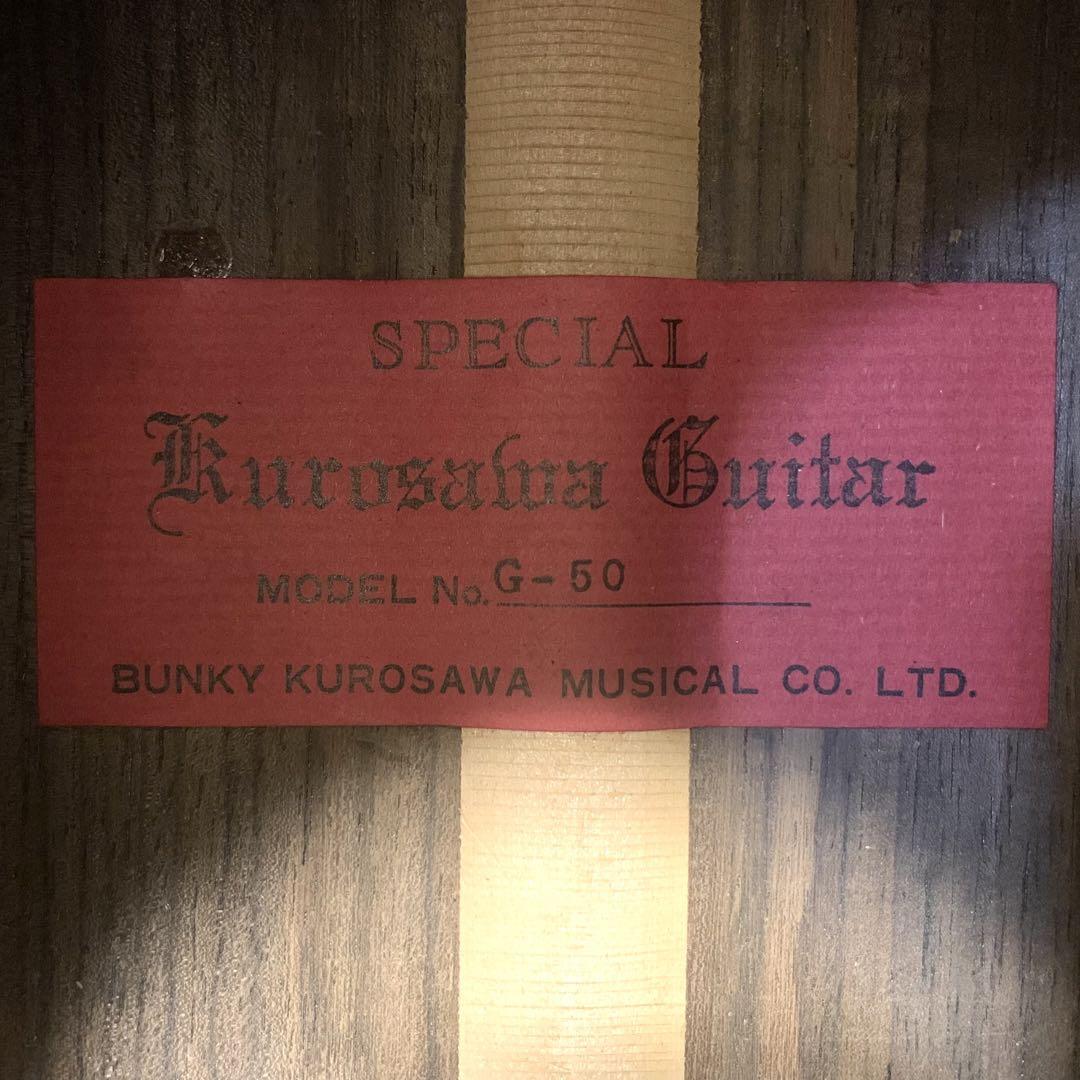 SPECIAL
Kurosawa Guitar
MODEL No. G-50
BUNKY KUROSAWA MUSICAL CO. LTD.